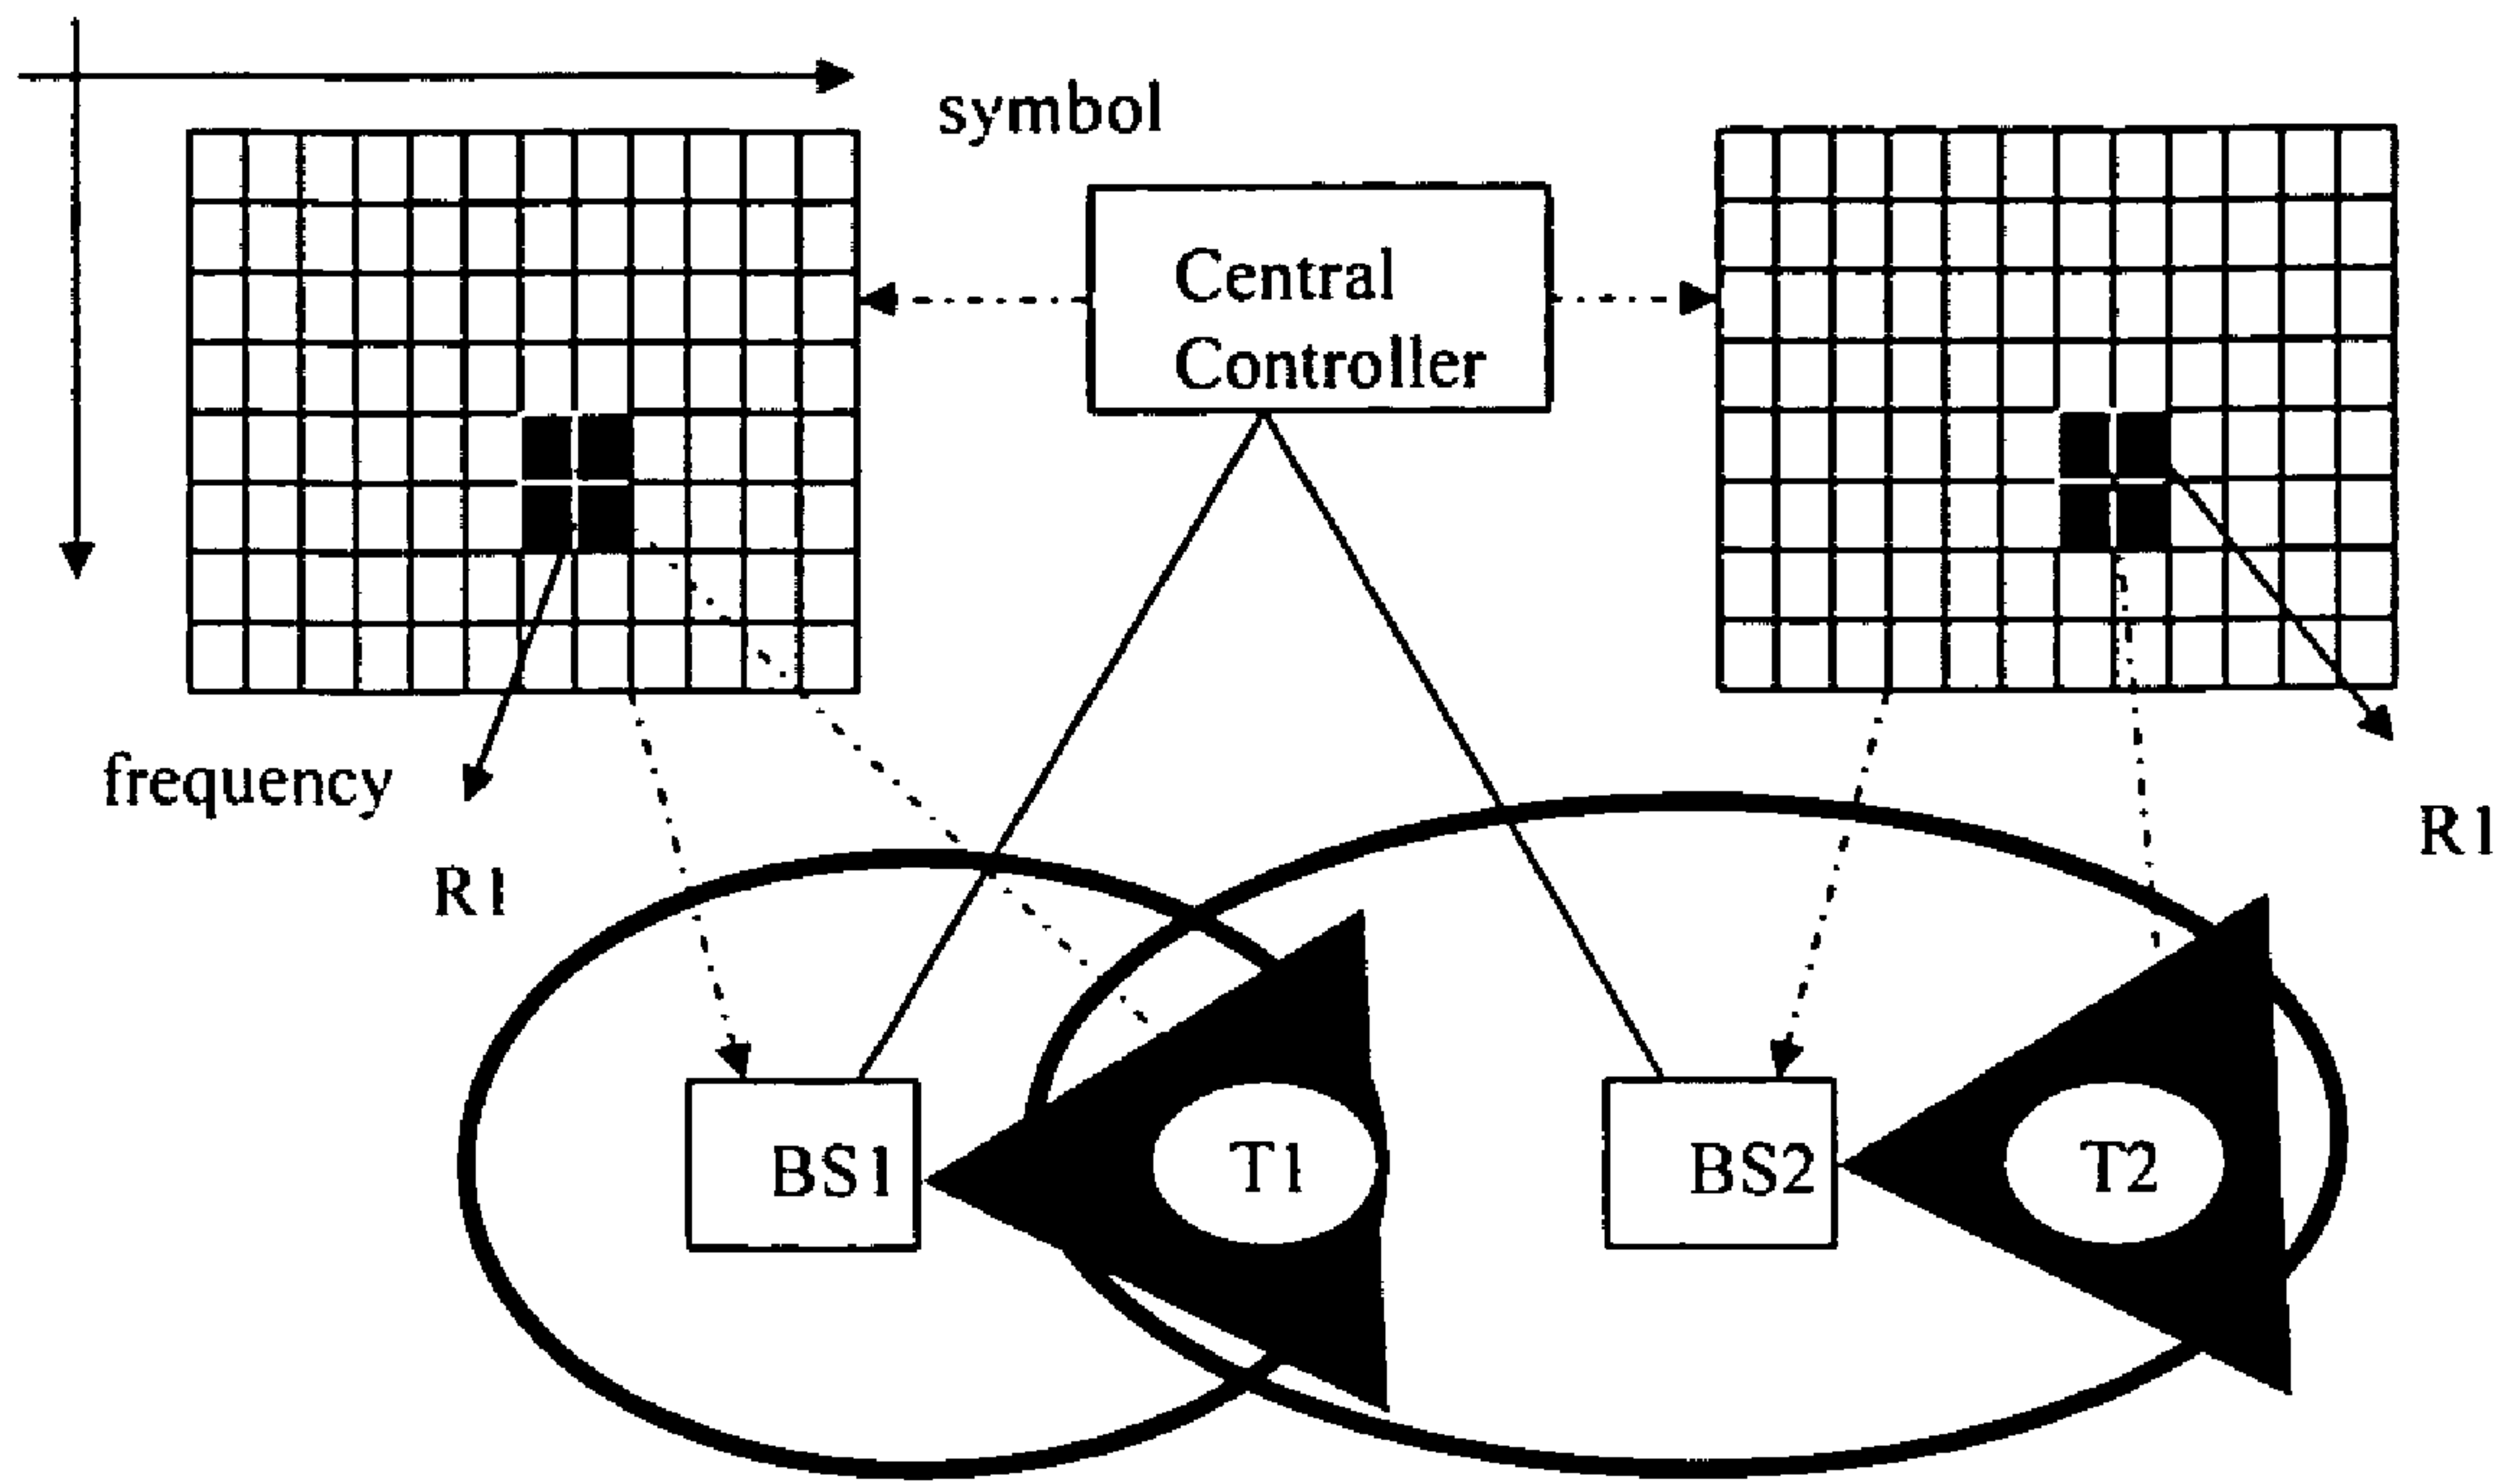 symbol
Central
Controller
frequency
R1
R1
BS1
T1
BS2
T2